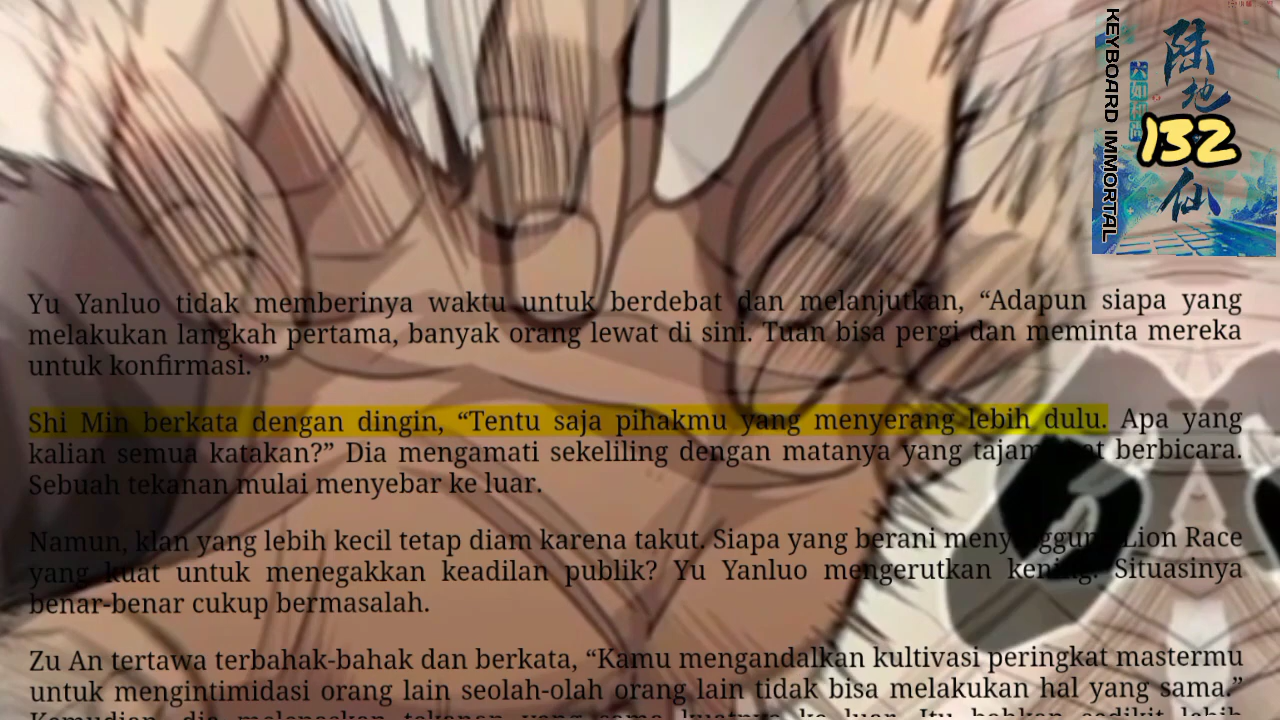 KEYBOARD IMMORTAL
陆地
132
仙
Yu Yanluo tidak memberinya waktu untuk berdebat dan melanjutkan, “Adapun siapa yang
melakukan langkah pertama, banyak orang lewat di sini. Tuan bisa pergi dan meminta mereka
untuk konfirmasi. ”
Shi Min berkata dengan dingin, “Tentu saja pihakmu yang menyerang lebih dulu. Apa yang
kalian semua katakan?” Dia mengamati sekeliling dengan matanya yang tajam berbicara.
Sebuah tekanan mulai menyebar ke luar.
Namun, klan yang lebih kecil tetap diam karena takut. Siapa yang berani Lion Race
yang kuat untuk menegakkan keadilan publik? Yu Yanluo mengerutkan kening. Situasinya
benar-benar cukup bermasalah.
Zu An tertawa terbahak-bahak dan berkata, “Kamu mengandalkan kultivasi peringkat mastermu
untuk mengintimidasi orang lain seolah-olah orang lain tidak bisa melakukan hal yang sama.”